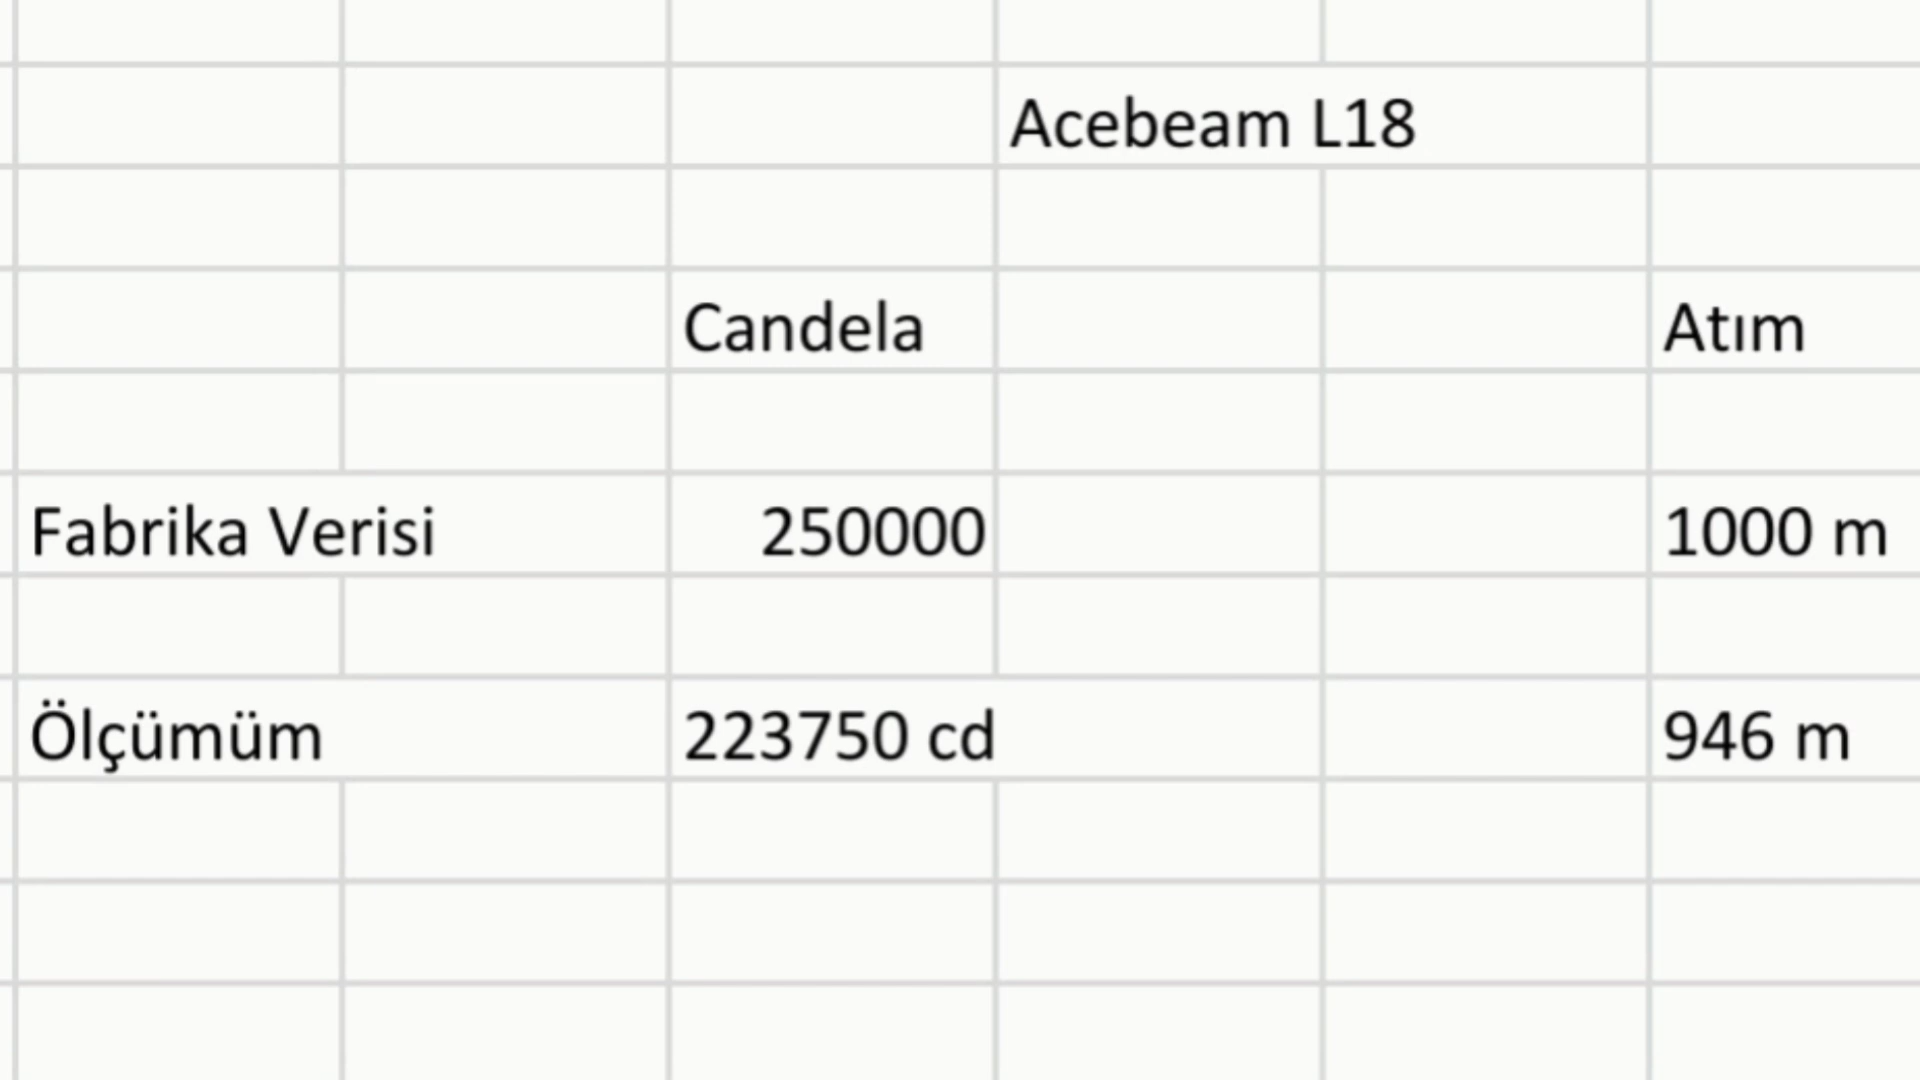 Acebeam L18
Candela Atım
Fabrika Verisi 250000 1000 m
Ölçümüm 223750 cd 946 m